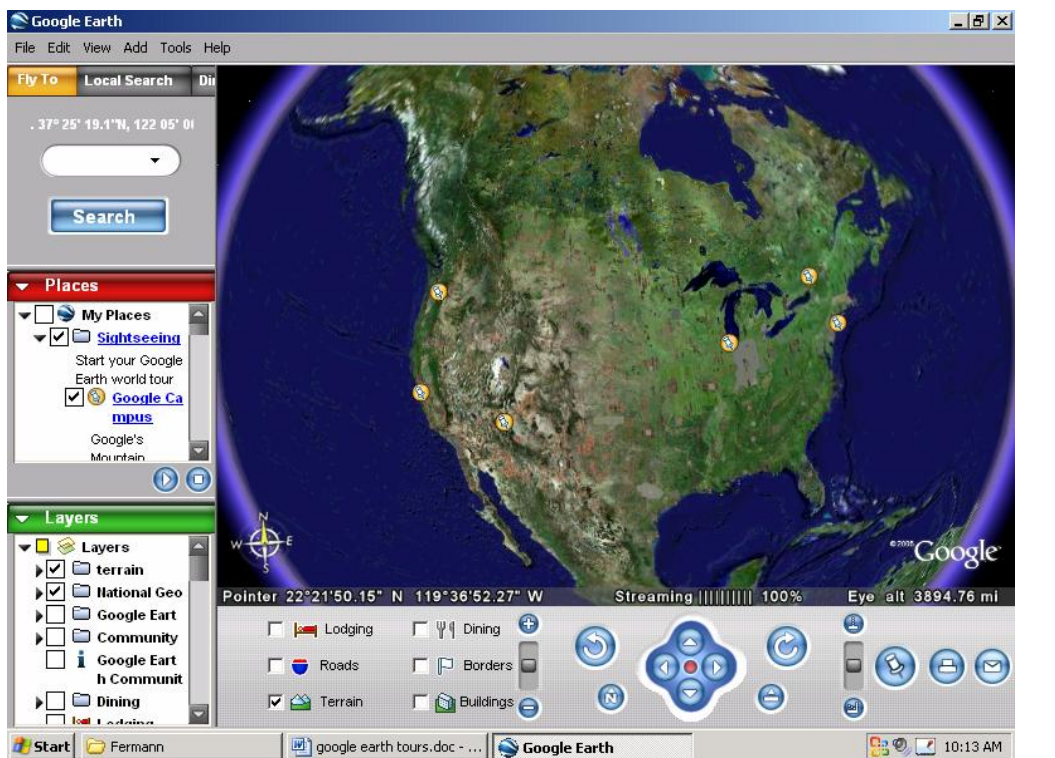 Google Earth
File Edit View Add Tools Help
Fly To Local Search
. 37° 25' 19.1"N, 122 05'
Search
Places
My Places
Sightseeing
Start your Google
Earth world tour
Google Ca
mpus
Google's
Mountain
Layers
Layers
terrain
National Geo
Google Eart
Community
Google Eart
h Communit
Dining
Lodging
N
W E
S
©2005 Google
Pointer 22°21'50.15" N 119°36'52.27" W Streaming |||||||||| 100% Eye alt 3894.76 mi
Lodging Dining
Roads Borders
Terrain Buildings
N
Start Fermann google earth tours.doc - ... Google Earth 10:13 AM